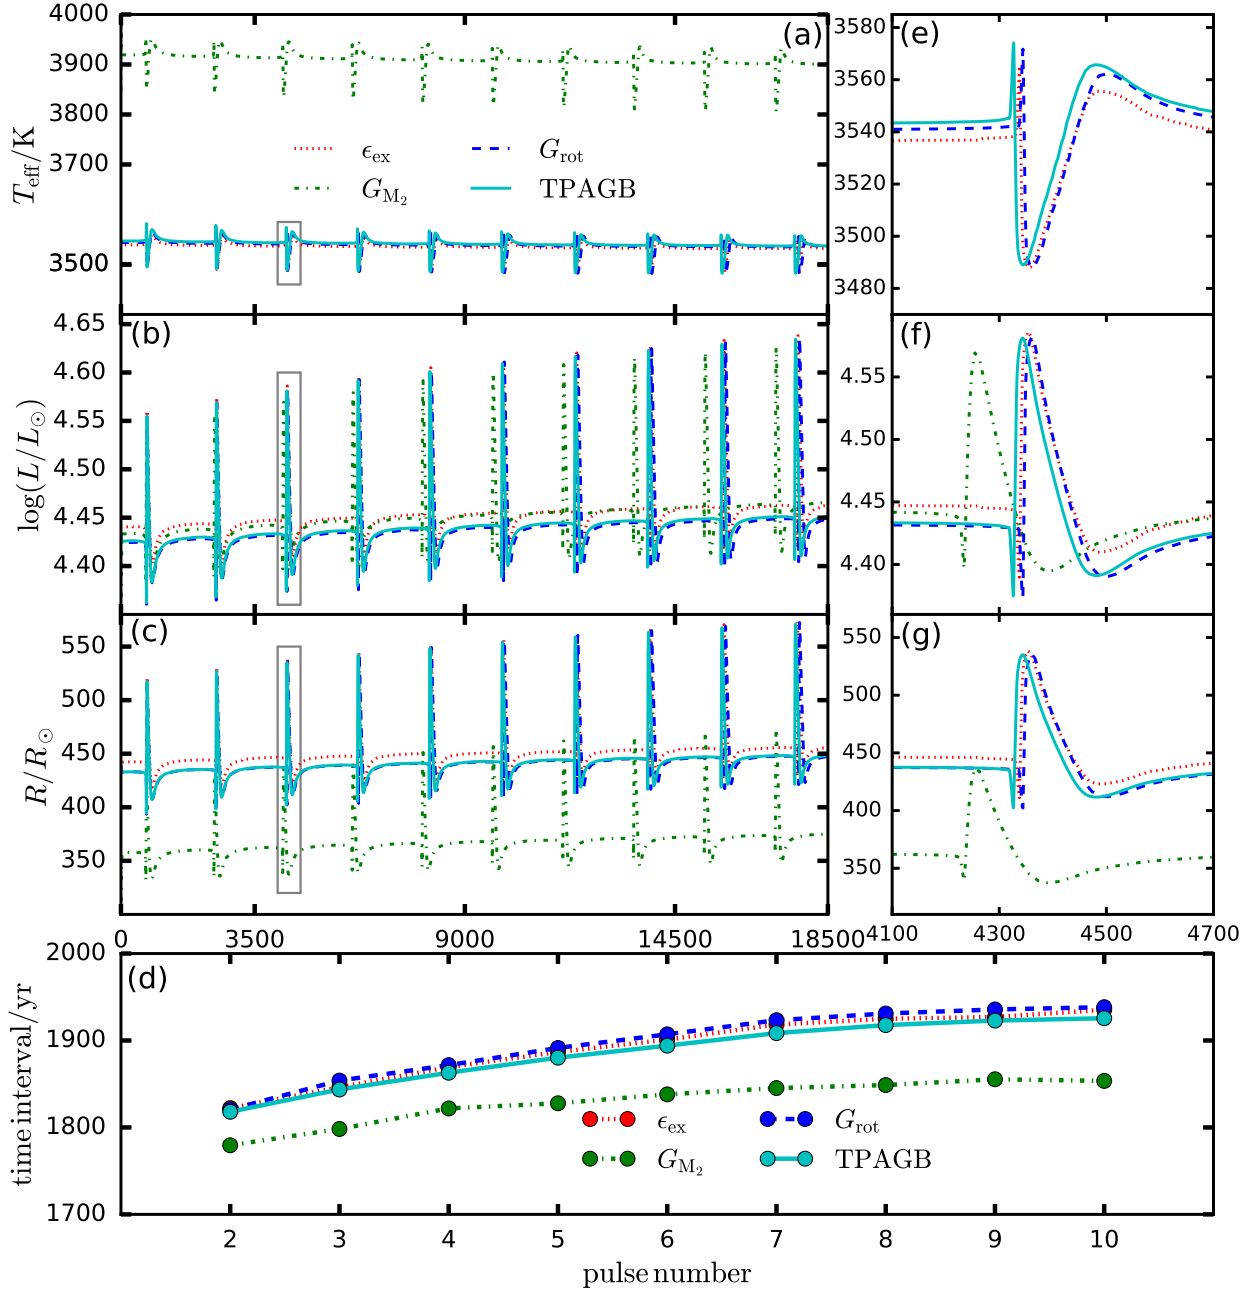 4000
3900
3800
3700
3500
T_eff/K
(a)
ϵ_ex
G_rot
G_M₂
TPAGB
3580
3560
3540
3520
3500
3480
(e)
4.65
4.60
4.55
4.50
4.45
4.40
log(L/L⊙)
(b)
4.55
4.50
4.45
4.40
(f)
550
500
450
400
350
R/R⊙
(c)
550
500
450
400
350
(g)
0 3500 9000 14500 18500
4100 4300 4500 4700
2000
1900
1800
1700
time interval/yr
(d)
ϵ_ex
G_rot
G_M₂
TPAGB
2 3 4 5 6 7 8 9 10
pulse number